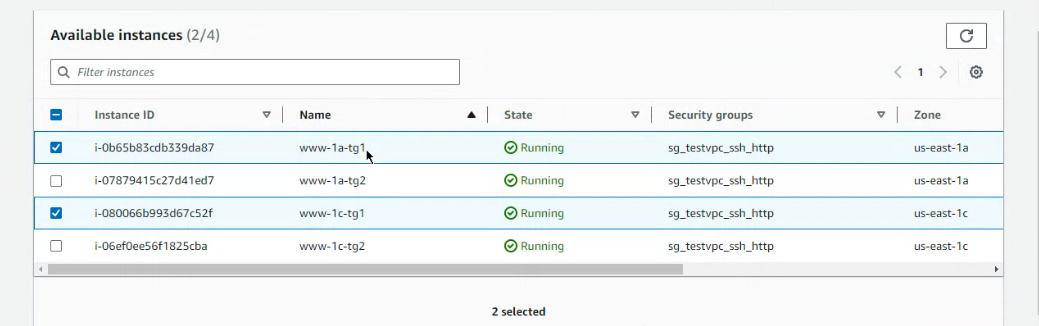 Available instances (2/4)
Filter instances
1
Instance ID Name State Security groups Zone
i-0b65b83cdb339da87 www-1a-tg1 Running sg_testvpc_ssh_http us-east-1a
i-07879415c27d41ed7 www-1a-tg2 Running sg_testvpc_ssh_http us-east-1a
i-080066b993d67c52f www-1c-tg1 Running sg_testvpc_ssh_http us-east-1c
i-06ef0ee56f1825cba www-1c-tg2 Running sg_testvpc_ssh_http us-east-1c
2 selected